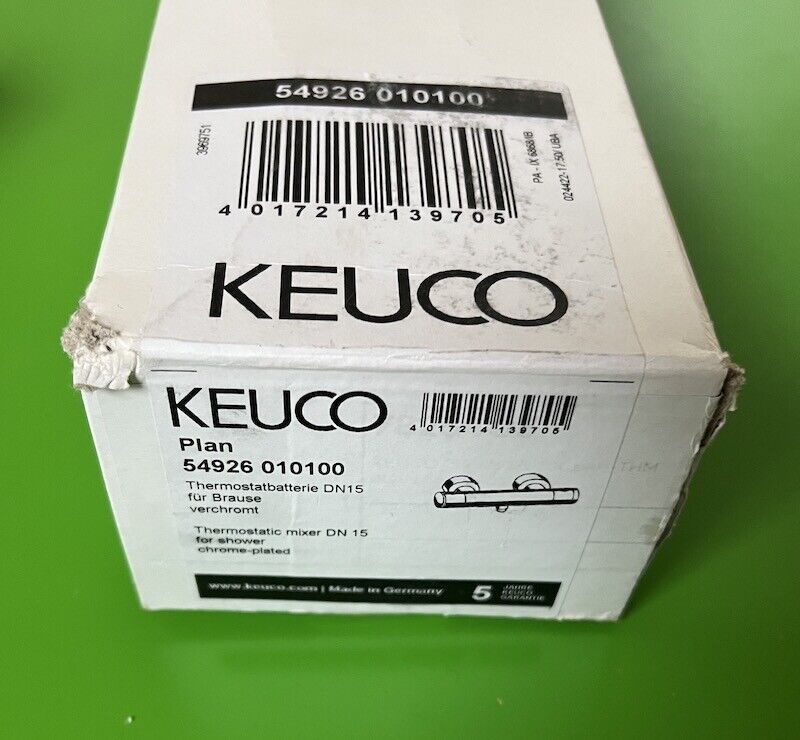 54926 010100
3969751
4 017214 139705
PA - IX 6868/IB
024422-17:50/ UBA
KEUCO
KEUCO
4 017214 139705
Plan
54926 010100
Thermostatbatterie DN15
für Brause
verchromt
Thermostatic mixer DN 15
for shower
chrome-plated
www.keuco.com | Made in Germany
5 JAHRE
KEUCO
GARANTIE